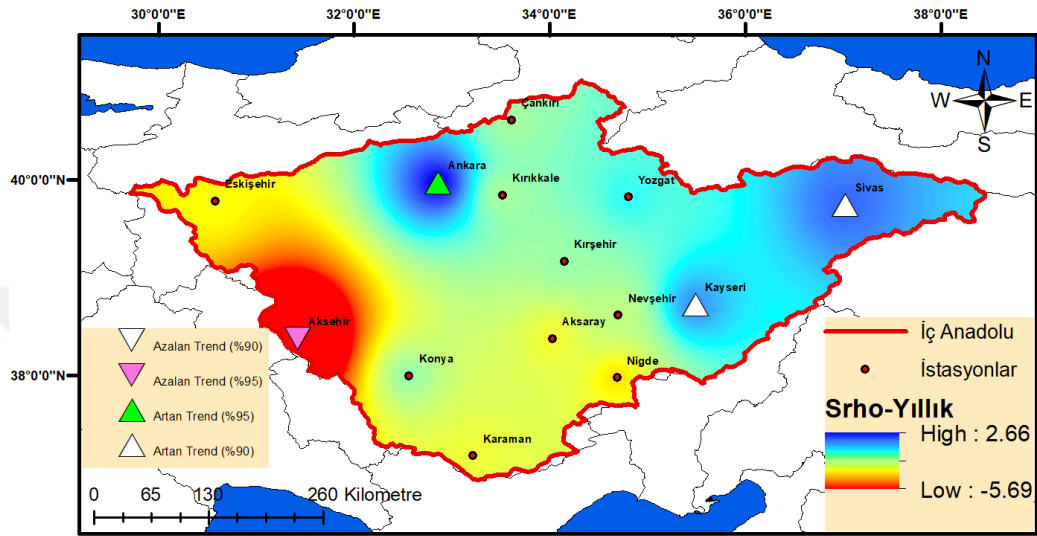 30°0'0"E 32°0'0"E 34°0'0"E 36°0'0"E 38°0'0"E
N
W E
S
Çankırı
Ankara
40°0'0"N
Eskişehir
Kırıkkale
Yozgat
Sivas
Kırşehir
Kayseri
Nevşehir
Akşehir
Aksaray
Konya
Nigde
38°0'0"N
Karaman
Azalan Trend (%90)
Azalan Trend (%95)
Artan Trend (%95)
Artan Trend (%90)
0 65 130 260 Kilometre
İç Anadolu
İstasyonlar
Srho-Yıllık
High : 2.66
Low : -5.69